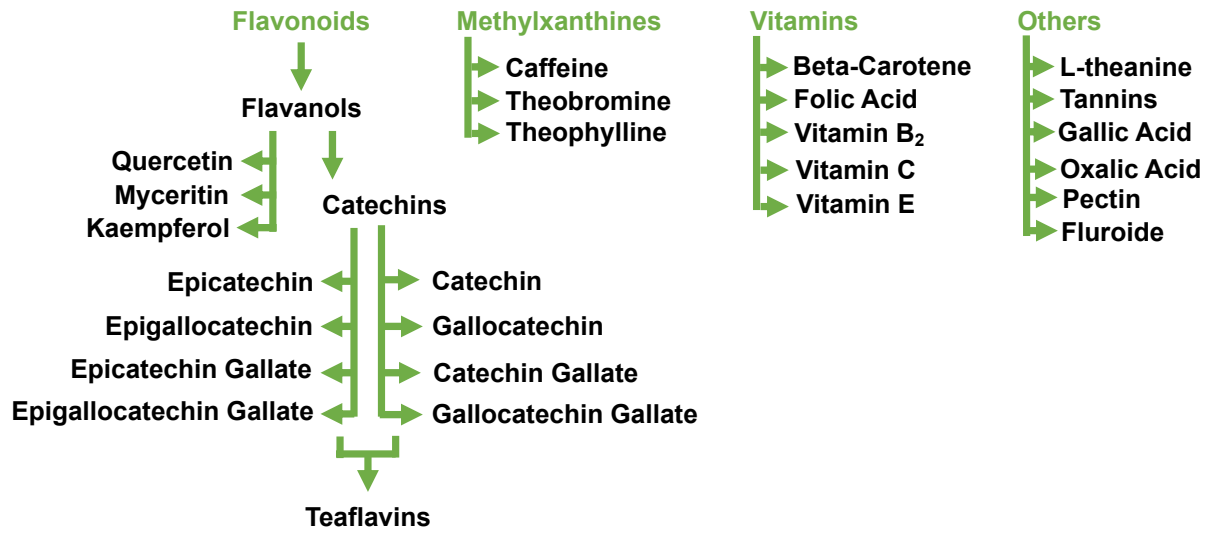 Flavonoids
Flavanols
Quercetin
Myceritin
Kaempferol
Catechins
Epicatechin
Epigallocatechin
Epicatechin Gallate
Epigallocatechin Gallate
Catechin
Gallocatechin
Catechin Gallate
Gallocatechin Gallate
Teaflavins
Methylxanthines
Caffeine
Theobromine
Theophylline
Vitamins
Beta-Carotene
Folic Acid
Vitamin B₂
Vitamin C
Vitamin E
Others
L-theanine
Tannins
Gallic Acid
Oxalic Acid
Pectin
Fluroide